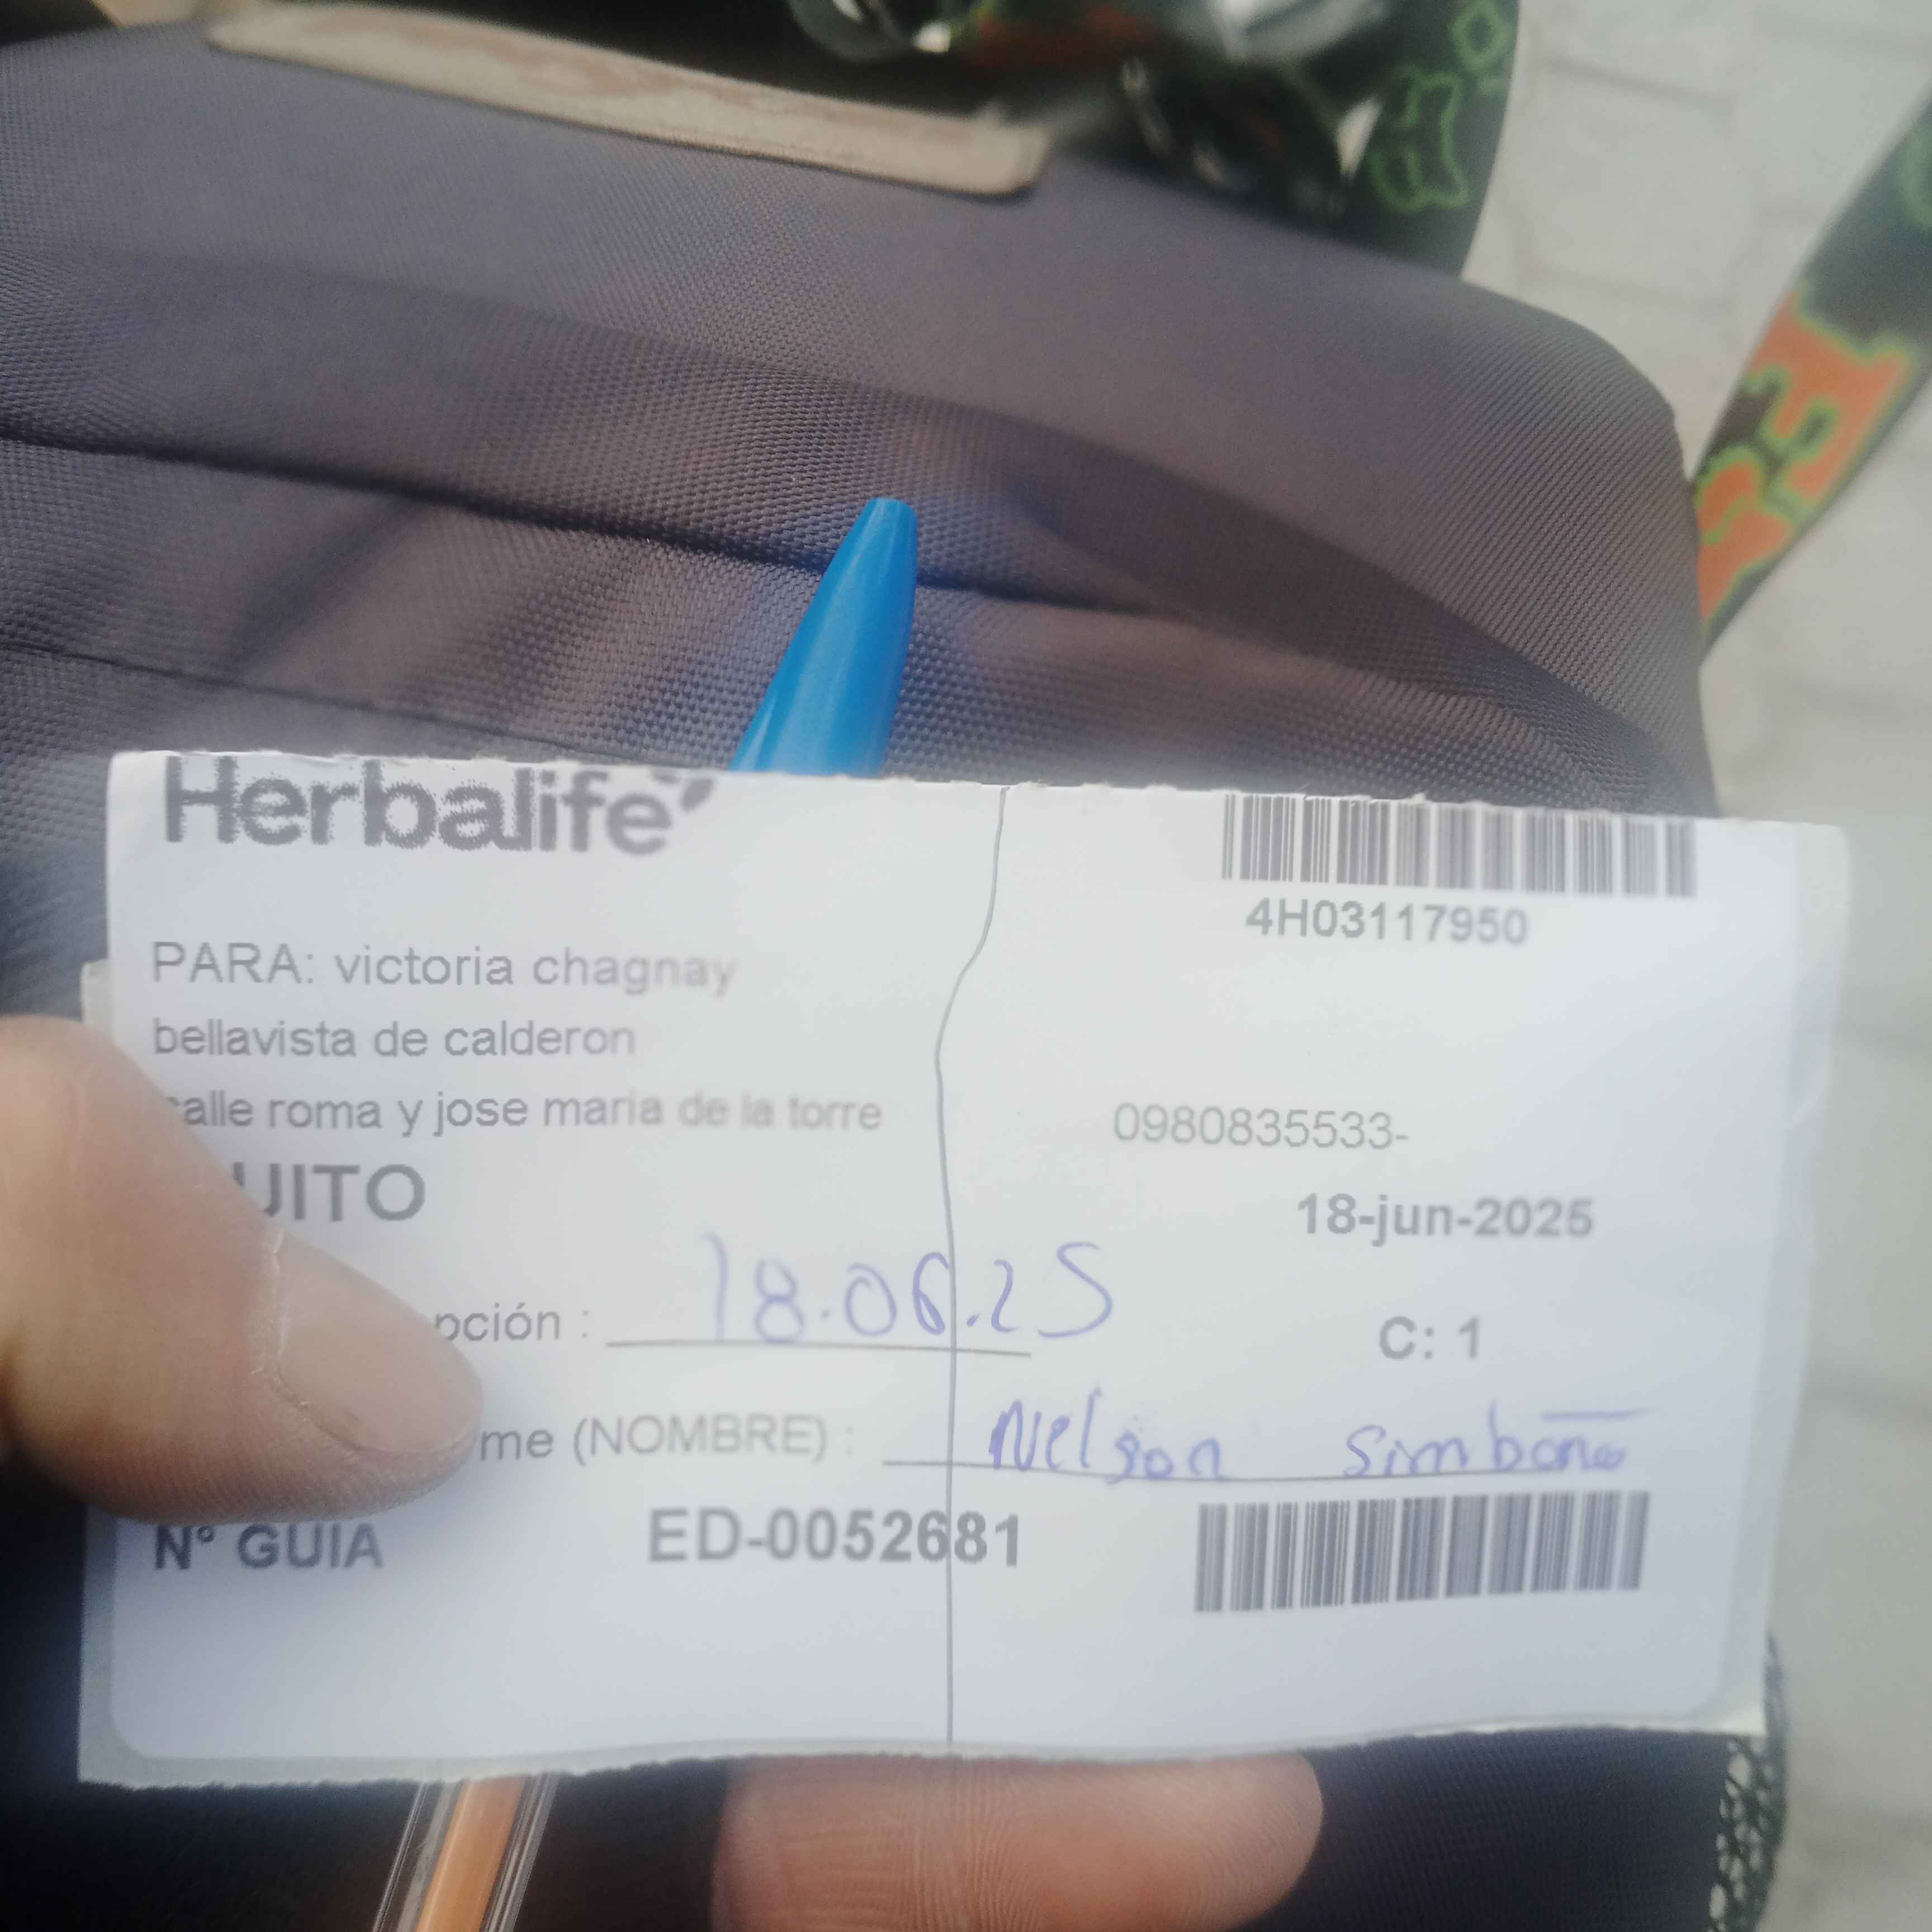 Herbalife
4H03117950
PARA: victoria chagnay
bellavista de calderon
alle roma y jose maria de la torre
0980835533-
UITO
18-jun-2025
pción : 18.06.25
C: 1
me (NOMBRE) : Nelson
N° GUIA ED-0052681